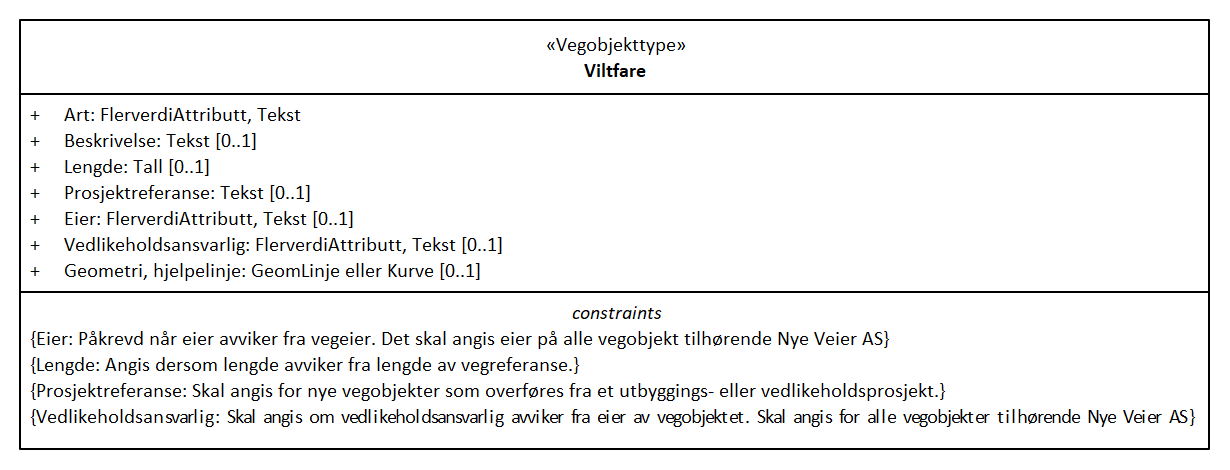 «Vegobjekttype»
Viltfare
+ Art: FlerverdiAttributt, Tekst
+ Beskrivelse: Tekst [0..1]
+ Lengde: Tall [0..1]
+ Prosjektreferanse: Tekst [0..1]
+ Eier: FlerverdiAttributt, Tekst [0..1]
+ Vedlikeholdsansvarlig: FlerverdiAttributt, Tekst [0..1]
+ Geometri, hjelpelinje: GeomLinje eller Kurve [0..1]
constraints
{Eier: Påkrevd når eier avviker fra vegeier. Det skal angis eier på alle vegobjekt tilhørende Nye Veier AS}
{Lengde: Angis dersom lengde avviker fra lengde av vegreferanse.}
{Prosjektreferanse: Skal angis for nye vegobjekter som overføres fra et utbyggings- eller vedlikeholdsprosjekt.}
{Vedlikeholdsansvarlig: Skal angis om vedlikeholdsansvarlig avviker fra eier av vegobjektet. Skal angis for alle vegobjekter tilhørende Nye Veier AS}